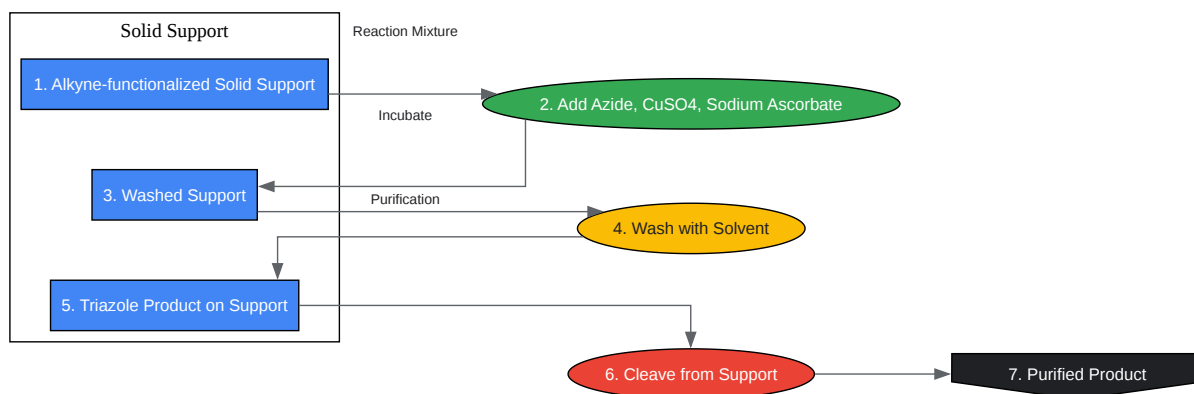 Solid Support
Reaction Mixture
1. Alkyne-functionalized Solid Support
2. Add Azide, CuSO4, Sodium Ascorbate
Incubate
3. Washed Support
Purification
4. Wash with Solvent
5. Triazole Product on Support
6. Cleave from Support
7. Purified Product